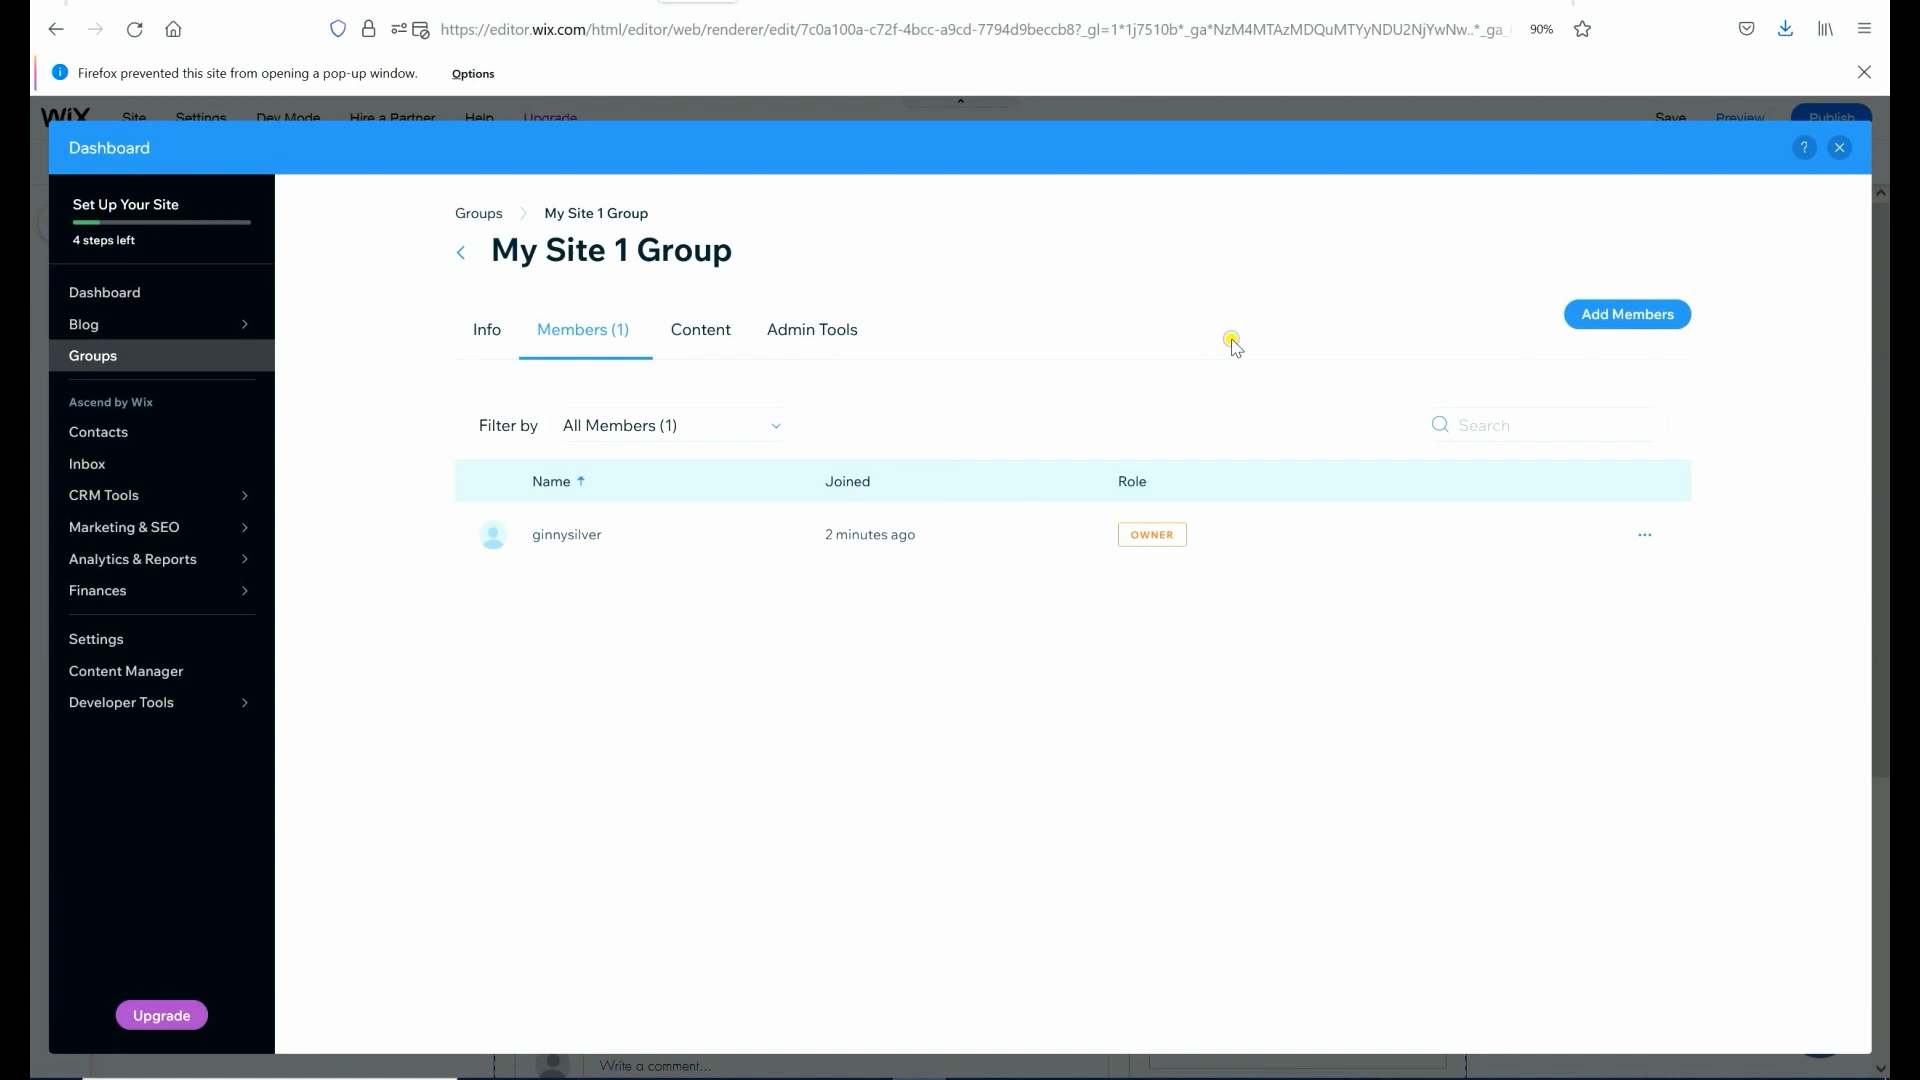 https://editor.wix.com/html/editor/web/renderer/edit/7c0a100a-c72f-4bcc-a9cd-7794d9beccb8?_gl=1*1j7510b*_ga*NzM4MTAzMDQuMTYyNDU2NjYwNw..*_ga_
90%
Firefox prevented this site from opening a pop-up window. Options
WiX Site Settings Dev Mode Hire a Partner Help Upgrade Save Preview Publish
Dashboard ?
Set Up Your Site
4 steps left
Dashboard
Blog
Groups
Ascend by Wix
Contacts
Inbox
CRM Tools
Marketing & SEO
Analytics & Reports
Finances
Settings
Content Manager
Developer Tools
Upgrade
Groups My Site 1 Group
My Site 1 Group
Info Members (1) Content Admin Tools Add Members
Filter by All Members (1) Search
Name Joined Role
ginnysilver 2 minutes ago OWNER
Write a comment...